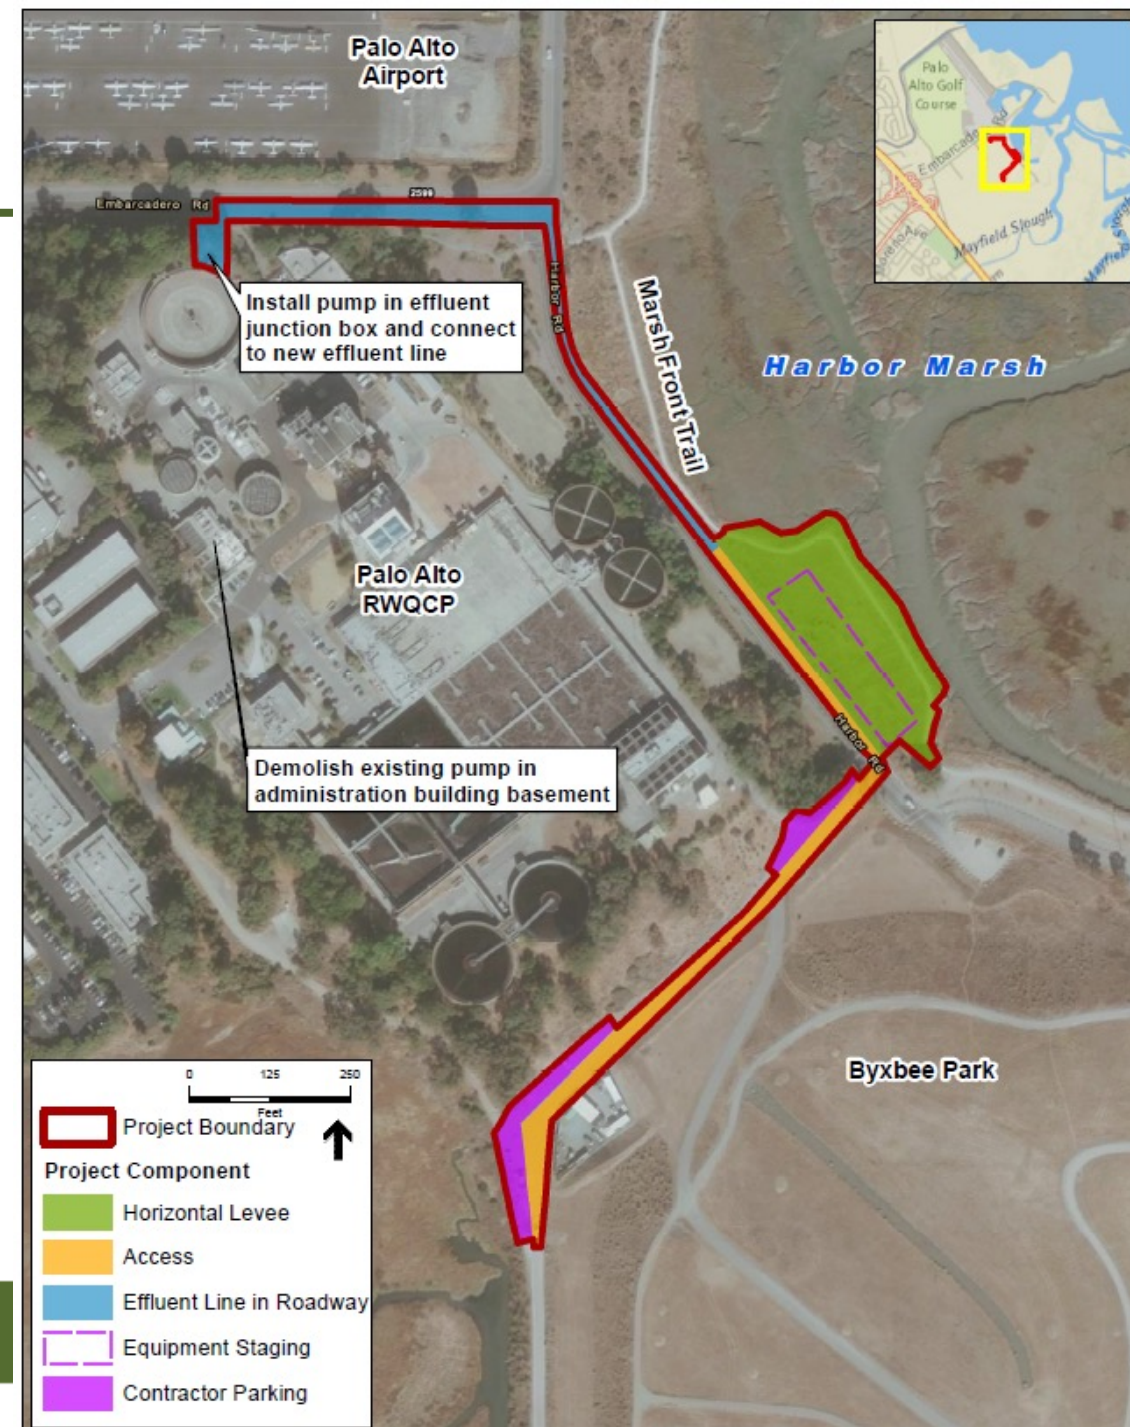 Palo Alto
Airport
Palo
Alto Golf
Course
Embarcadero Rd
Mayfield Slough
2500
Embarcadero Rd
Install pump in effluent
junction box and connect
to new effluent line
Harbor Rd
Marsh Front Trail
Harbor Marsh
Palo Alto
RWQCP
Harbor Rd
Demolish existing pump in
administration building basement
Byxbee Park
0 125 250
Feet
Project Boundary
Project Component
Horizontal Levee
Access
Effluent Line in Roadway
Equipment Staging
Contractor Parking